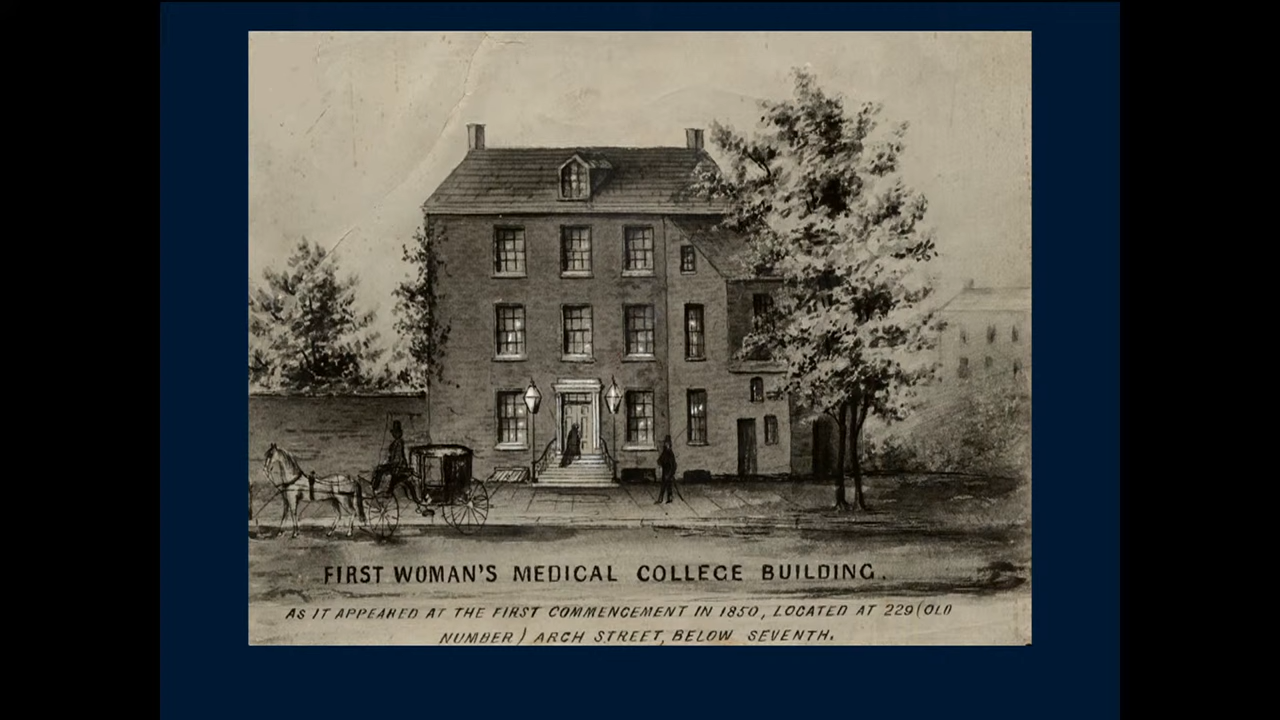 FIRST WOMAN'S MEDICAL COLLEGE BUILDING.
AS IT APPEARED AT THE FIRST COMMENCEMENT IN 1850, LOCATED AT 229 (OLD
NUMBER) ARCH STREET, BELOW SEVENTH.